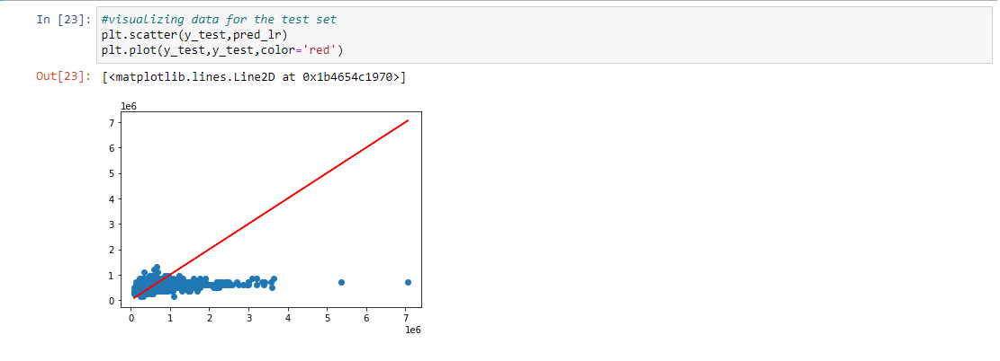 In [23]: #visualizing data for the test set
plt.scatter(y_test,pred_lr)
plt.plot(y_test,y_test,color='red')
Out[23]: [<matplotlib.lines.Line2D at 0x1b4654c1970>]
1e6
7
6
5
4
3
2
1
0
0 1 2 3 4 5 6 7
1e6